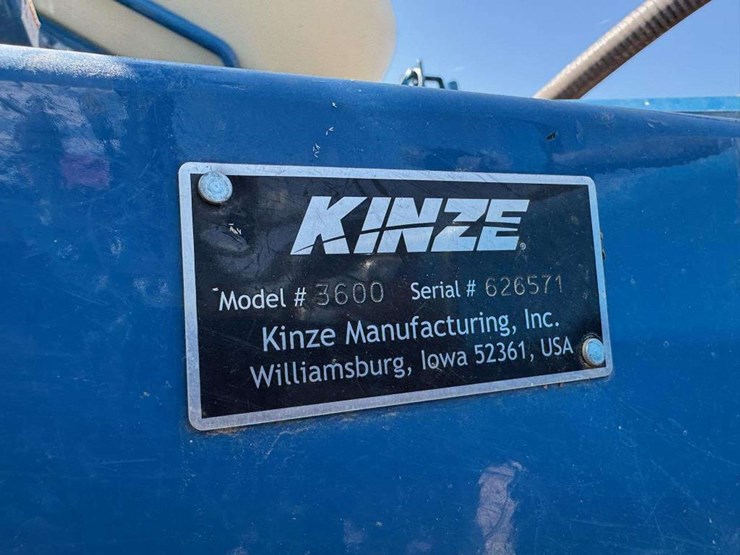 KINZE®
Model # 3600 Serial # 626571
Kinze Manufacturing, Inc.
Williamsburg, Iowa 52361, USA